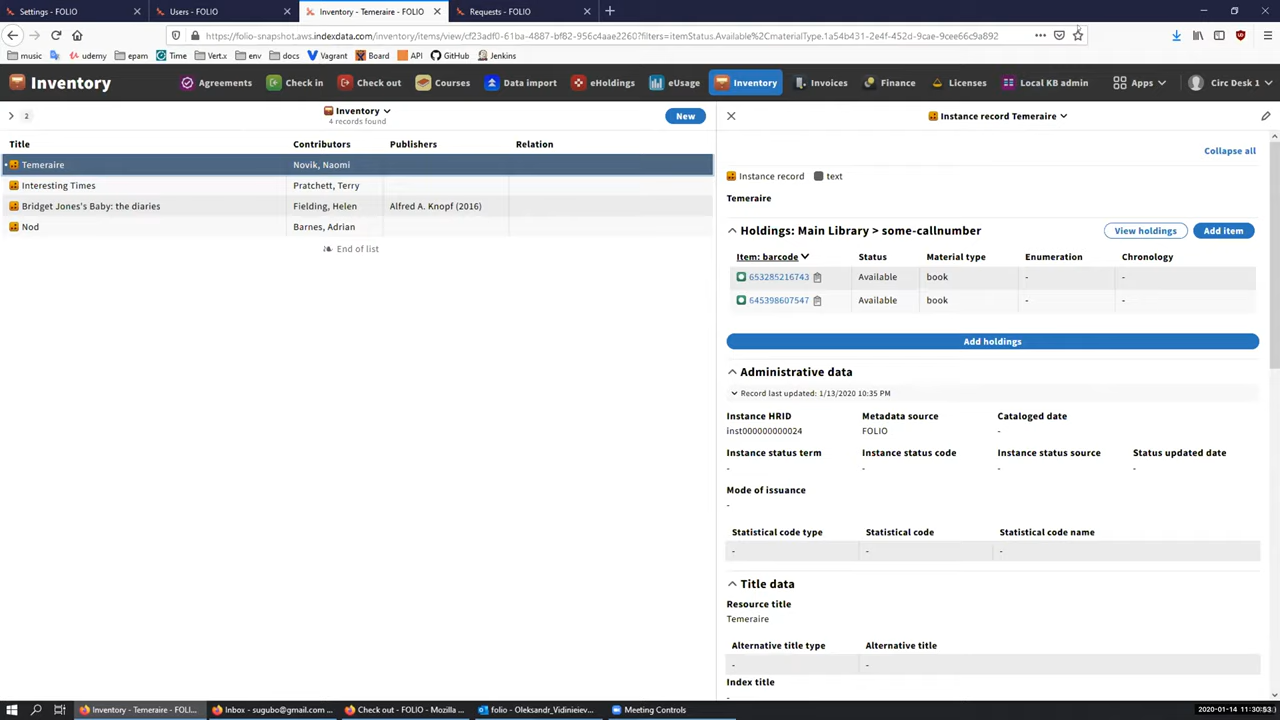 Settings - FOLIO
Users - FOLIO
Inventory - Temeraire - FOLIO
Requests - FOLIO
https://folio-snapshot.aws.indexdata.com/inventory/items/view/cf23adf0-61ba-4887-bf82-956c4aae2260?filters=itemStatus.Available%2CmaterialType.1a54b431-2e4f-452d-9cae-9cee66c9a892
music
udemy
epam
Time
Vert.x
env
docs
Vagrant
Board
API
GitHub
Jenkins
Inventory
Agreements
Check in
Check out
Courses
Data import
eHoldings
eUsage
Inventory
Invoices
Finance
Licenses
Local KB admin
Apps
Circ Desk 1
2
Inventory
4 records found
New
Instance record Temeraire
Title Contributors Publishers Relation
Temeraire Novik, Naomi
Interesting Times Pratchett, Terry
Bridget Jones's Baby: the diaries Fielding, Helen Alfred A. Knopf (2016)
Nod Barnes, Adrian
End of list
Collapse all
Instance record text
Temeraire
Holdings: Main Library > some-callnumber
View holdings
Add item
Item: barcode Status Material type Enumeration Chronology
653285216743 Available book - -
645398607547 Available book - -
Add holdings
Administrative data
Record last updated: 1/13/2020 10:35 PM
Instance HRID Metadata source Cataloged date
inst000000000024 FOLIO -
Instance status term Instance status code Instance status source Status updated date
- - - -
Mode of issuance
-
Statistical code type Statistical code Statistical code name
- - -
Title data
Resource title
Temeraire
Alternative title type Alternative title
- -
Index title
-
Inventory - Temeraire - FOLI...
Inbox - sugubo@gmail.com ...
Check out - FOLIO - Mozilla ...
folio - Oleksandr_Vidiniev...
Meeting Controls
2020-01-14 11:30:53